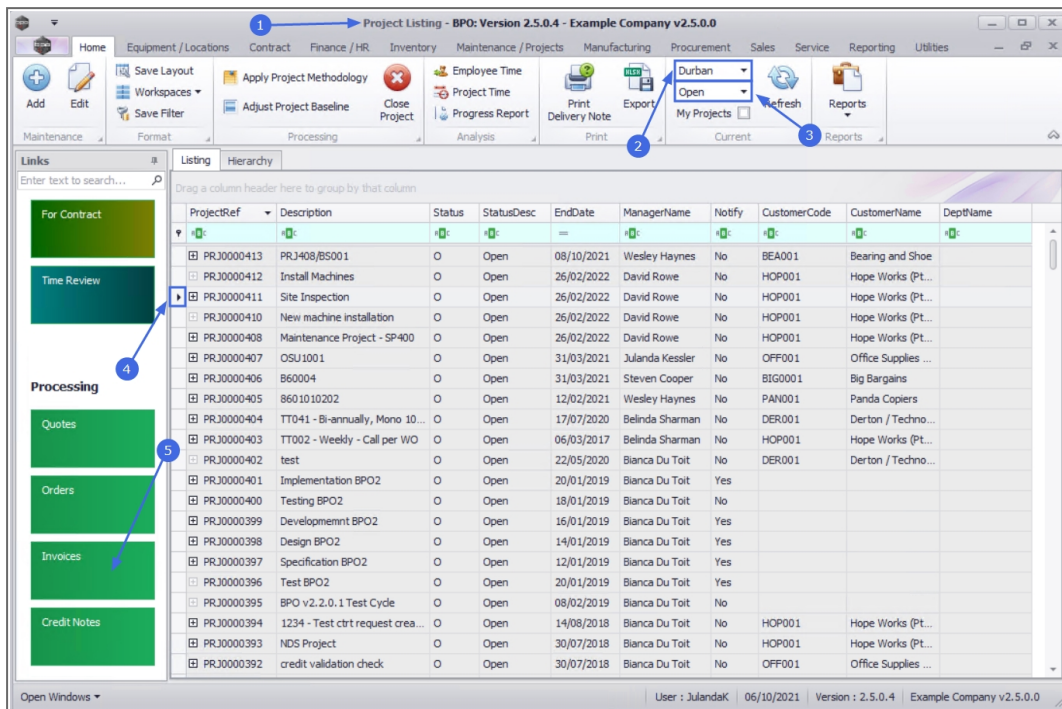 1
Project Listing - BPO: Version 2.5.0.4 - Example Company v2.5.0.0
Home Equipment / Locations Contract Finance / HR Inventory Maintenance / Projects Manufacturing Procurement Sales Service Reporting Utilities
Add
Edit
Maintenance
Save Layout
Workspaces
Save Filter
Format
Apply Project Methodology
Adjust Project Baseline
Close Project
Processing
Employee Time
Project Time
Progress Report
Analysis
Print Delivery Note
Export
Print
2
Durban
Open
My Projects
Refresh
Current
3
Reports
Reports
Links
Enter text to search...
For Contract
Time Review
4
Processing
Quotes
5
Orders
Invoices
Credit Notes
Listing Hierarchy
Drag a column header here to group by that column
ProjectRef Description Status StatusDesc EndDate ManagerName Notify CustomerCode CustomerName DeptName
PRJ0000413 PRJ408/BS001 O Open 08/10/2021 Wesley Haynes No BEA001 Bearing and Shoe
PRJ0000412 Install Machines O Open 26/02/2022 David Rowe No HOP001 Hope Works (Pt...
PRJ0000411 Site Inspection O Open 26/02/2022 David Rowe No HOP001 Hope Works (Pt...
PRJ0000410 New machine installation O Open 26/02/2022 David Rowe No HOP001 Hope Works (Pt...
PRJ0000408 Maintenance Project - SP400 O Open 26/02/2022 David Rowe No HOP001 Hope Works (Pt...
PRJ0000407 OSU1001 O Open 31/03/2021 Julanda Kessler No OFF001 Office Supplies ...
PRJ0000406 B60004 O Open 31/03/2021 Steven Cooper No BIG0001 Big Bargains
PRJ0000405 8601010202 O Open 12/02/2021 Wesley Haynes No PAN001 Panda Copiers
PRJ0000404 TT041 - Bi-annually, Mono 10... O Open 17/07/2020 Belinda Sharman No DER001 Derton / Techno...
PRJ0000403 TT002 - Weekly - Call per WO O Open 06/03/2017 Belinda Sharman No HOP001 Hope Works (Pt...
PRJ0000402 test O Open 22/05/2020 Bianca Du Toit No DER001 Derton / Techno...
PRJ0000401 Implementation BPO2 O Open 20/01/2019 Bianca Du Toit Yes
PRJ0000400 Testing BPO2 O Open 18/01/2019 Bianca Du Toit No
PRJ0000399 Developmemnt BPO2 O Open 16/01/2019 Bianca Du Toit Yes
PRJ0000398 Design BPO2 O Open 14/01/2019 Bianca Du Toit Yes
PRJ0000397 Specification BPO2 O Open 12/01/2019 Bianca Du Toit Yes
PRJ0000396 Test BPO2 O Open 20/01/2019 Bianca Du Toit Yes
PRJ0000395 BPO v2.2.0.1 Test Cycle O Open 08/02/2019 Bianca Du Toit No
PRJ0000394 1234 - Test ctrt request crea... O Open 14/08/2018 Bianca Du Toit No HOP001 Hope Works (Pt...
PRJ0000393 NDS Project O Open 30/07/2018 Bianca Du Toit No HOP001 Hope Works (Pt...
PRJ0000392 credit validation check O Open 30/07/2018 Bianca Du Toit No OFF001 Office Supplies ...
Open Windows User : JulandaK 06/10/2021 Version : 2.5.0.4 Example Company v2.5.0.0